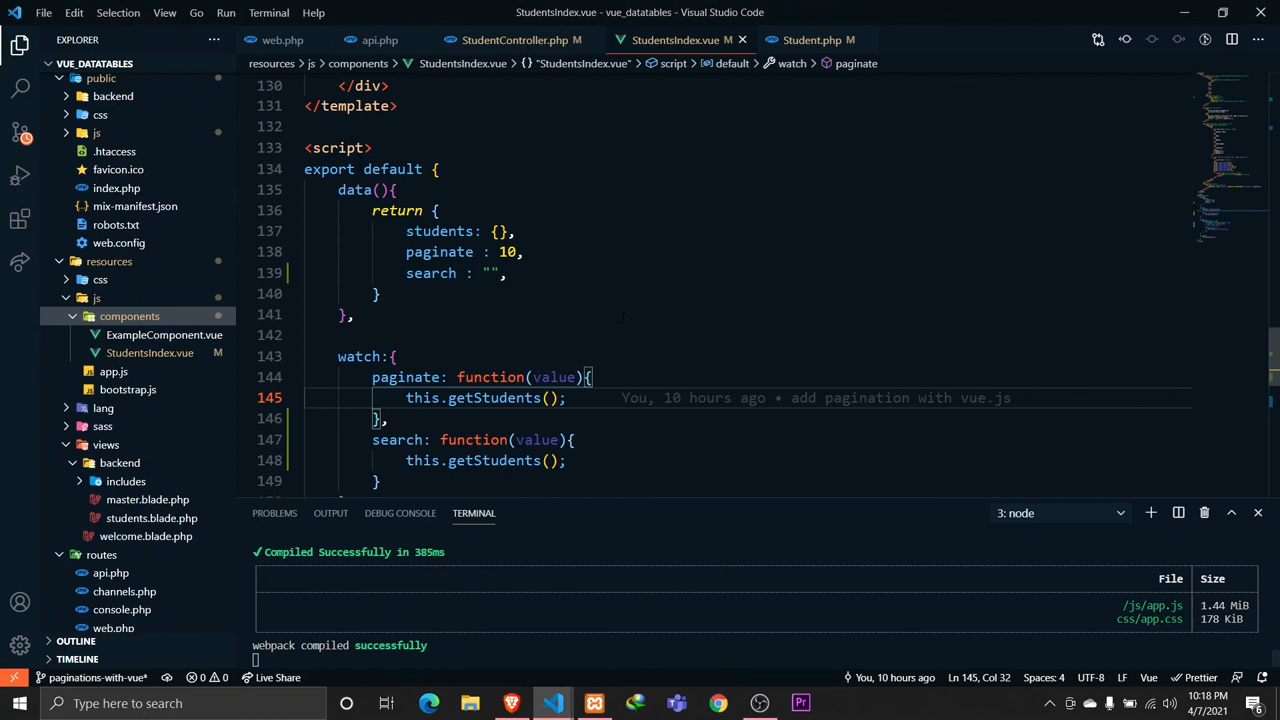 File Edit Selection View Go Run Terminal Help StudentsIndex.vue - vue_datatables - Visual Studio Code
EXPLORER
web.php api.php StudentController.php M StudentsIndex.vue M Student.php M
VUE_DATATABLES
resources > js > components > StudentsIndex.vue > {} "StudentsIndex.vue" > script > default > watch > paginate
public
backend
css
js
.htaccess
favicon.ico
index.php
mix-manifest.json
robots.txt
web.config
resources
css
js
components
ExampleComponent.vue
StudentsIndex.vue M
app.js
bootstrap.js
lang
sass
views
backend
includes
master.blade.php
students.blade.php
welcome.blade.php
routes
api.php
channels.php
console.php
web.php
OUTLINE
TIMELINE
130 </div>
131 </template>
132
133 <script>
134 export default {
135 data(){
136 return {
137 students: {},
138 paginate : 10,
139 search : "",
140 }
141 },
142
143 watch:{
144 paginate: function(value){
145 this.getStudents(); You, 10 hours ago • add pagination with vue.js
146 },
147 search: function(value){
148 this.getStudents();
149 }
PROBLEMS OUTPUT DEBUG CONSOLE TERMINAL 3: node
✓Compiled Successfully in 385ms
File Size
/js/app.js 1.44 MiB
css/app.css 178 KiB
webpack compiled successfully
paginations-with-vue* 0 0 Live Share You, 10 hours ago Ln 145, Col 32 Spaces: 4 UTF-8 LF Vue Prettier
Type here to search
10:18 PM
4/7/2021
6